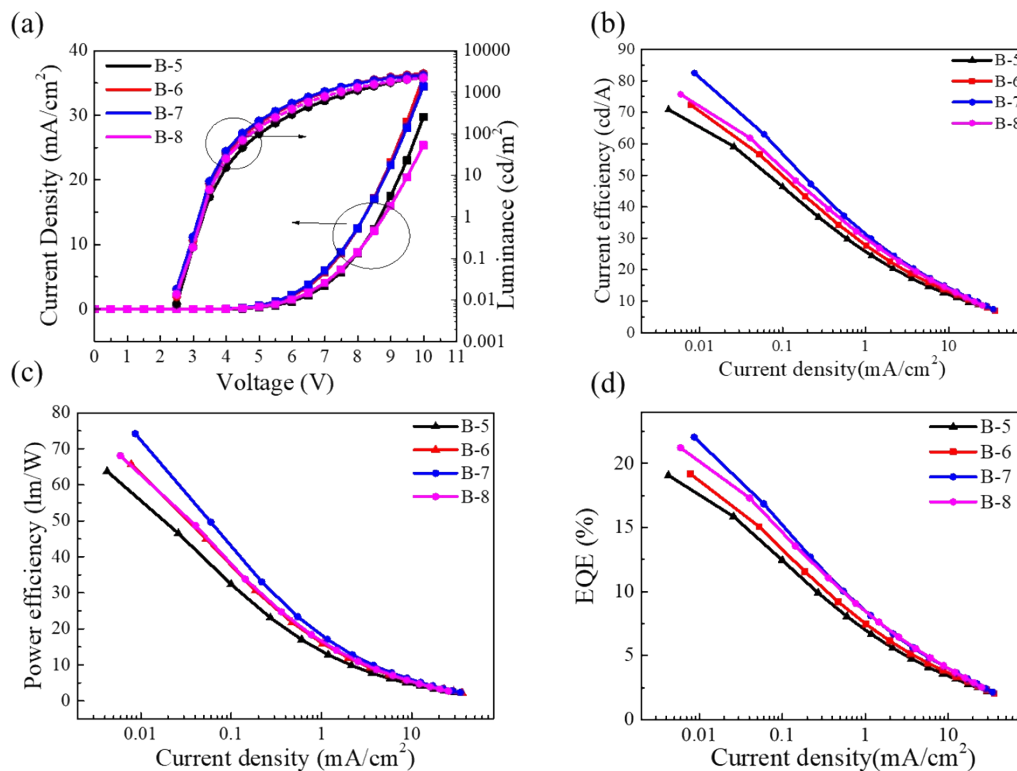 (a)
Current Density (mA/cm²)
40
30
20
10
0
B-5
B-6
B-7
B-8
10000
1000
100
10
1
0.1
0.01
0.001
Luminance (cd/m²)
0 1 2 3 4 5 6 7 8 9 10 11
Voltage (V)
(b)
Current efficiency (cd/A)
90
80
70
60
50
40
30
20
10
0
B-5
B-6
B-7
B-8
0.01 0.1 1 10
Current density(mA/cm²)
(c)
Power efficiency (lm/W)
80
70
60
50
40
30
20
10
0
B-5
B-6
B-7
B-8
0.01 0.1 1 10
Current density (mA/cm²)
(d)
EQE (%)
20
15
10
5
0
B-5
B-6
B-7
B-8
0.01 0.1 1 10
Current density(mA/cm²)